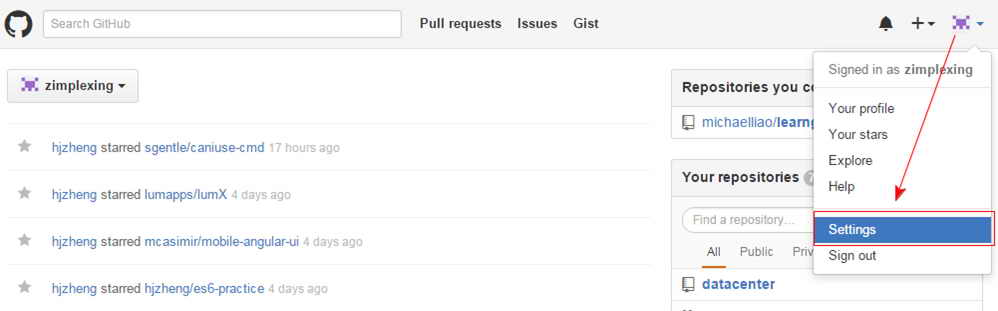 Search GitHub
Pull requests Issues Gist
zimplexing
hjzheng starred sgentle/caniuse-cmd 17 hours ago
hjzheng starred lumapps/lumX 4 days ago
hjzheng starred mcasimir/mobile-angular-ui 4 days ago
hjzheng starred hjzheng/es6-practice 4 days ago
Repositories you co
michaelliao/learng
Your repositories
Find a repository…
All Public Priv
datacenter
Signed in as zimplexing
Your profile
Your stars
Explore
Help
Settings
Sign out